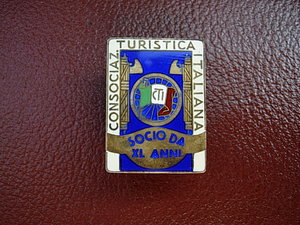 CONSOCIAZ.
TURISTICA
ITALIANA
CTI
SOCIO DA
XL ANNI